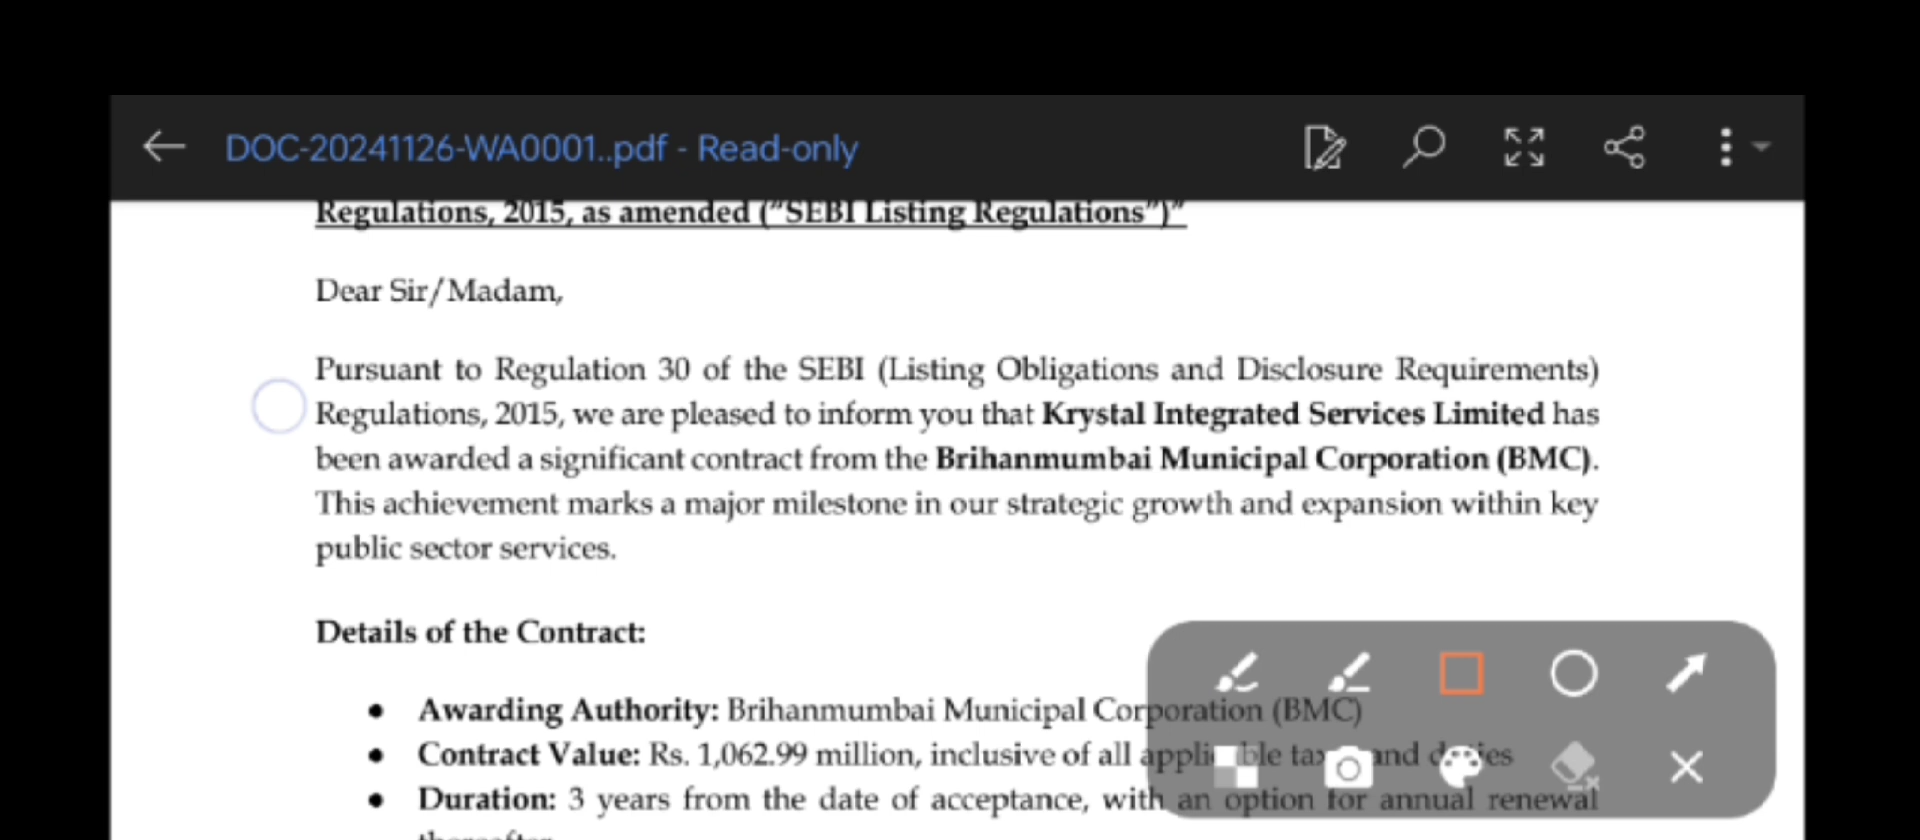 DOC-20241126-WA0001..pdf - Read-only
Regulations, 2015, as amended ("SEBI Listing Regulations")"
Dear Sir/Madam,
Pursuant to Regulation 30 of the SEBI (Listing Obligations and Disclosure Requirements)
Regulations, 2015, we are pleased to inform you that Krystal Integrated Services Limited has
been awarded a significant contract from the Brihanmumbai Municipal Corporation (BMC).
This achievement marks a major milestone in our strategic growth and expansion within key
public sector services.
Details of the Contract:
● Awarding Authority: Brihanmumbai Municipal Corporation (BMC)
● Contract Value: Rs. 1,062.99 million, inclusive of all applicable taxes and duties
● Duration: 3 years from the date of acceptance, with an option for annual renewal